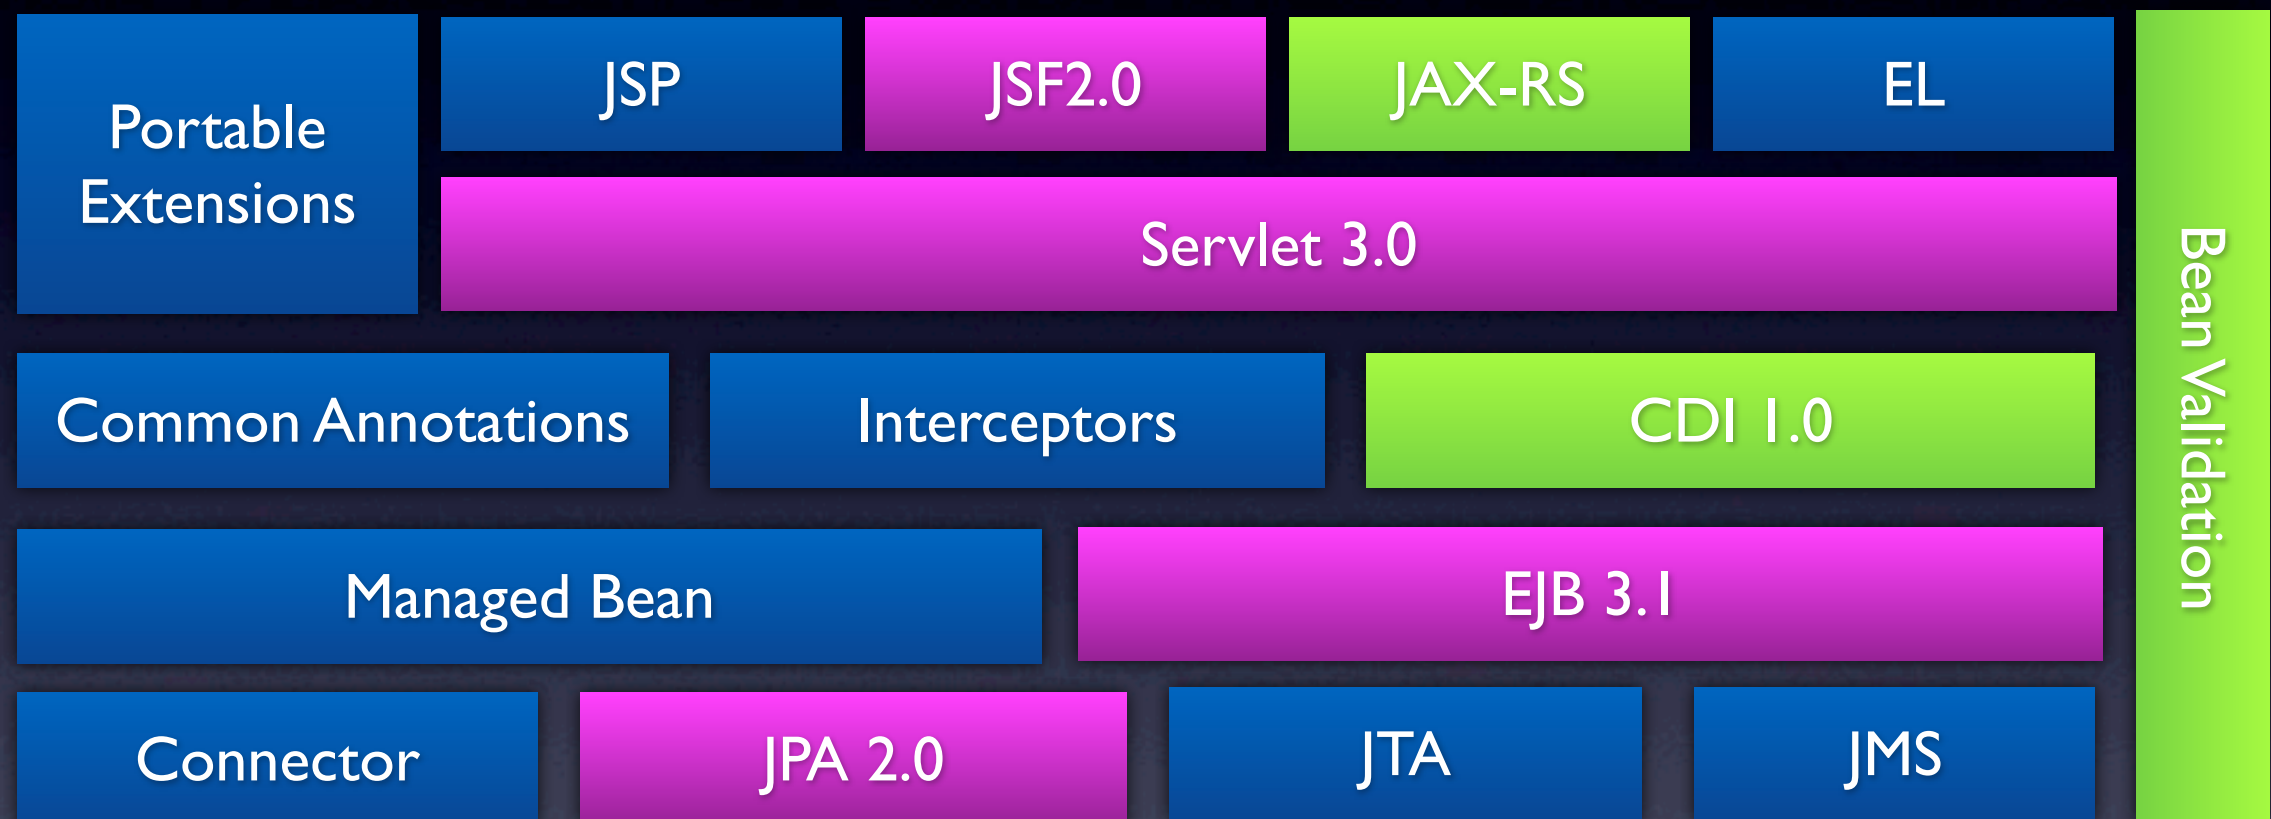 Portable
Extensions
JSP
JSF2.0
JAX-RS
EL
Servlet 3.0
Common Annotations
Interceptors
CDI 1.0
Managed Bean
EJB 3.1
Connector
JPA 2.0
JTA
JMS
Bean Validation